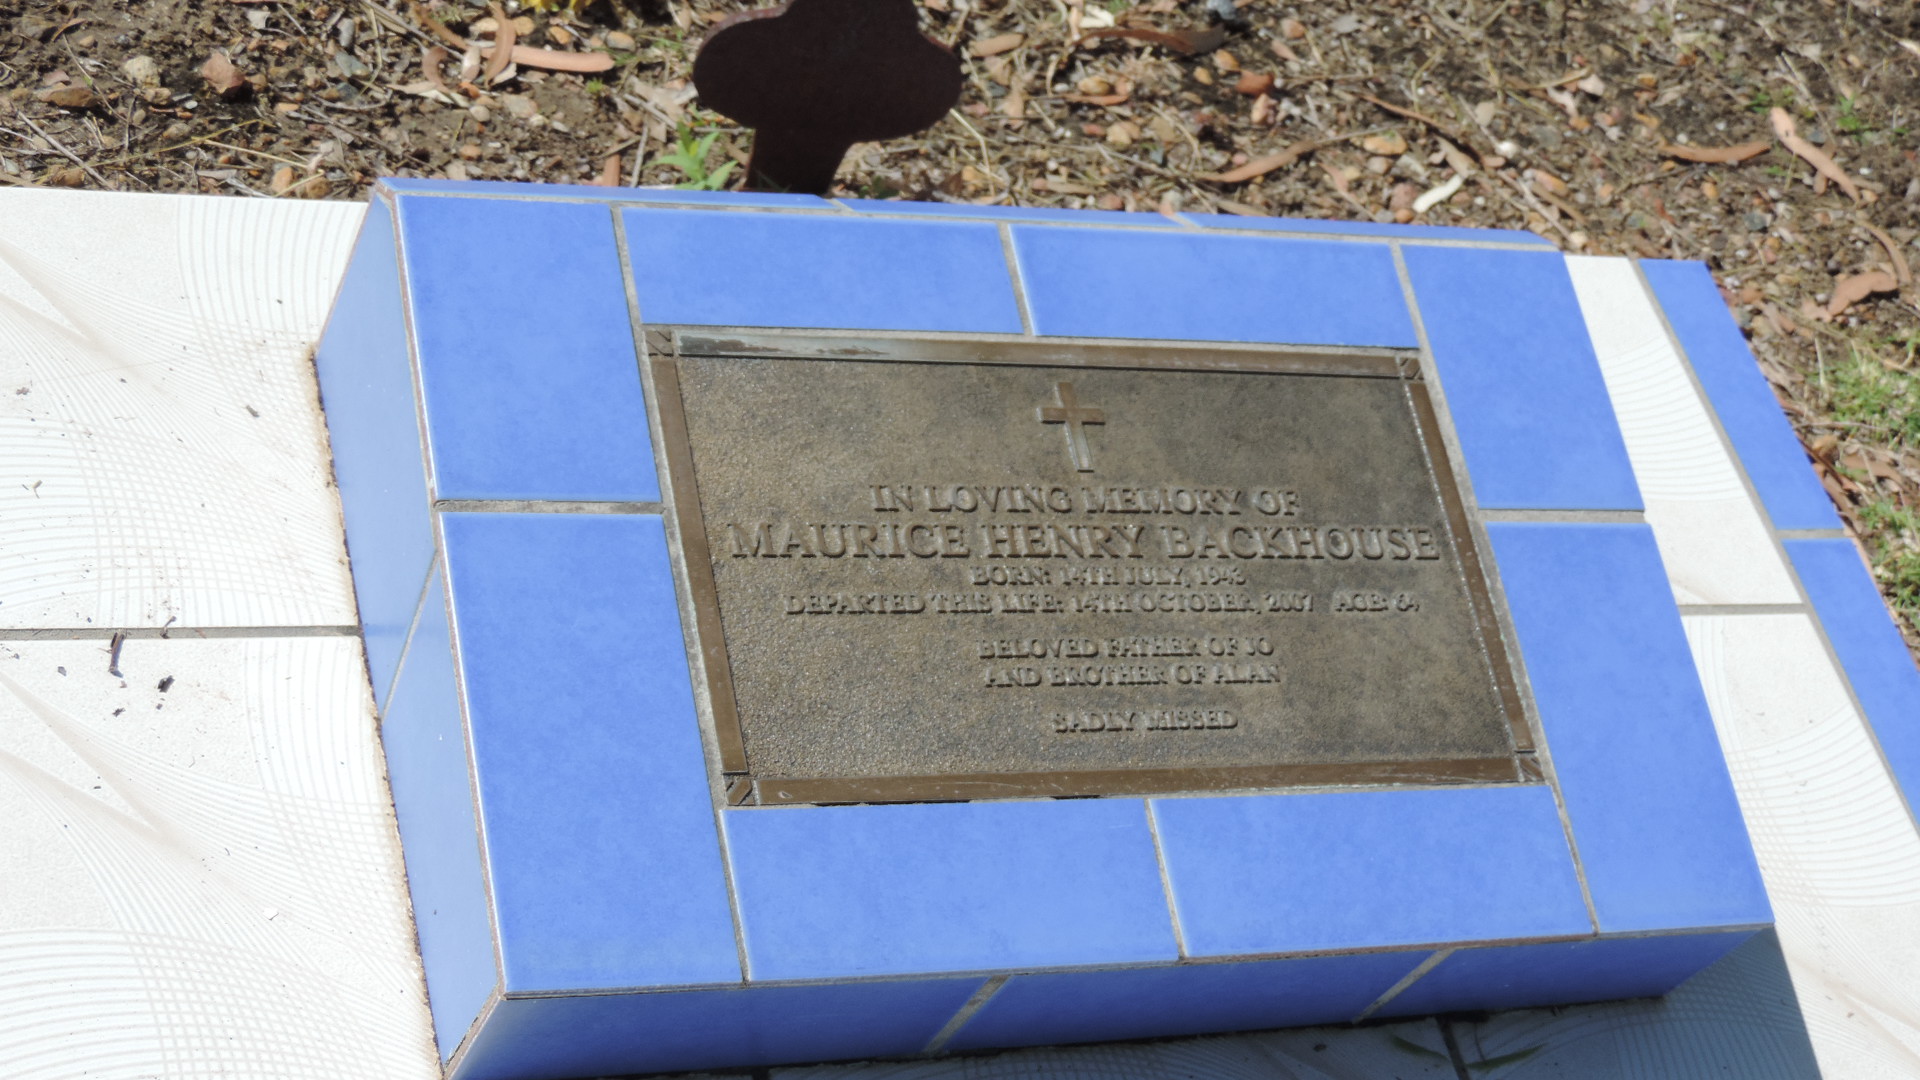 IN LOVING MEMORY OF
MAURICE HENRY BACKHOUSE
BORN: 14TH JULY, 1943
DEPARTED THIS LIFE: 14TH OCTOBER, 2007 AGE: 64
BELOVED FATHER OF JO
AND BROTHER OF ALAN
SADLY MISSED